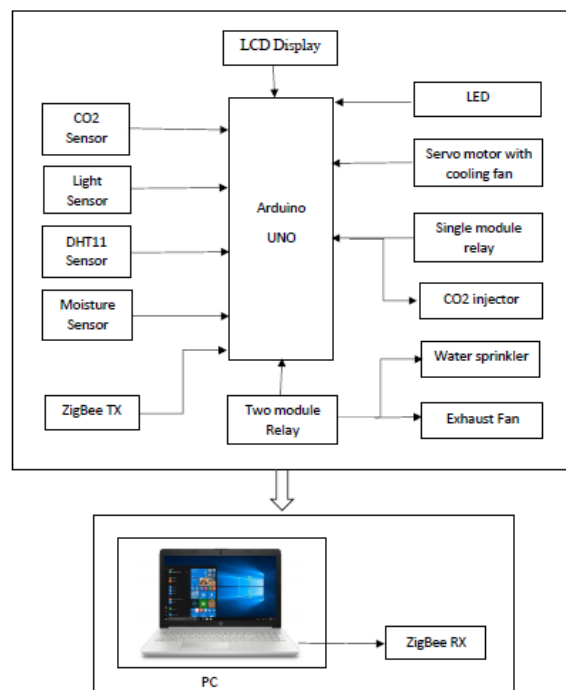 LCD Display
LED
CO2
Sensor
Servo motor with
cooling fan
Light
Sensor
Arduino
UNO
Single module
relay
DHT11
Sensor
CO2 injector
Moisture
Sensor
Water sprinkler
ZigBee TX
Two module
Relay
Exhaust Fan
ZigBee RX
PC